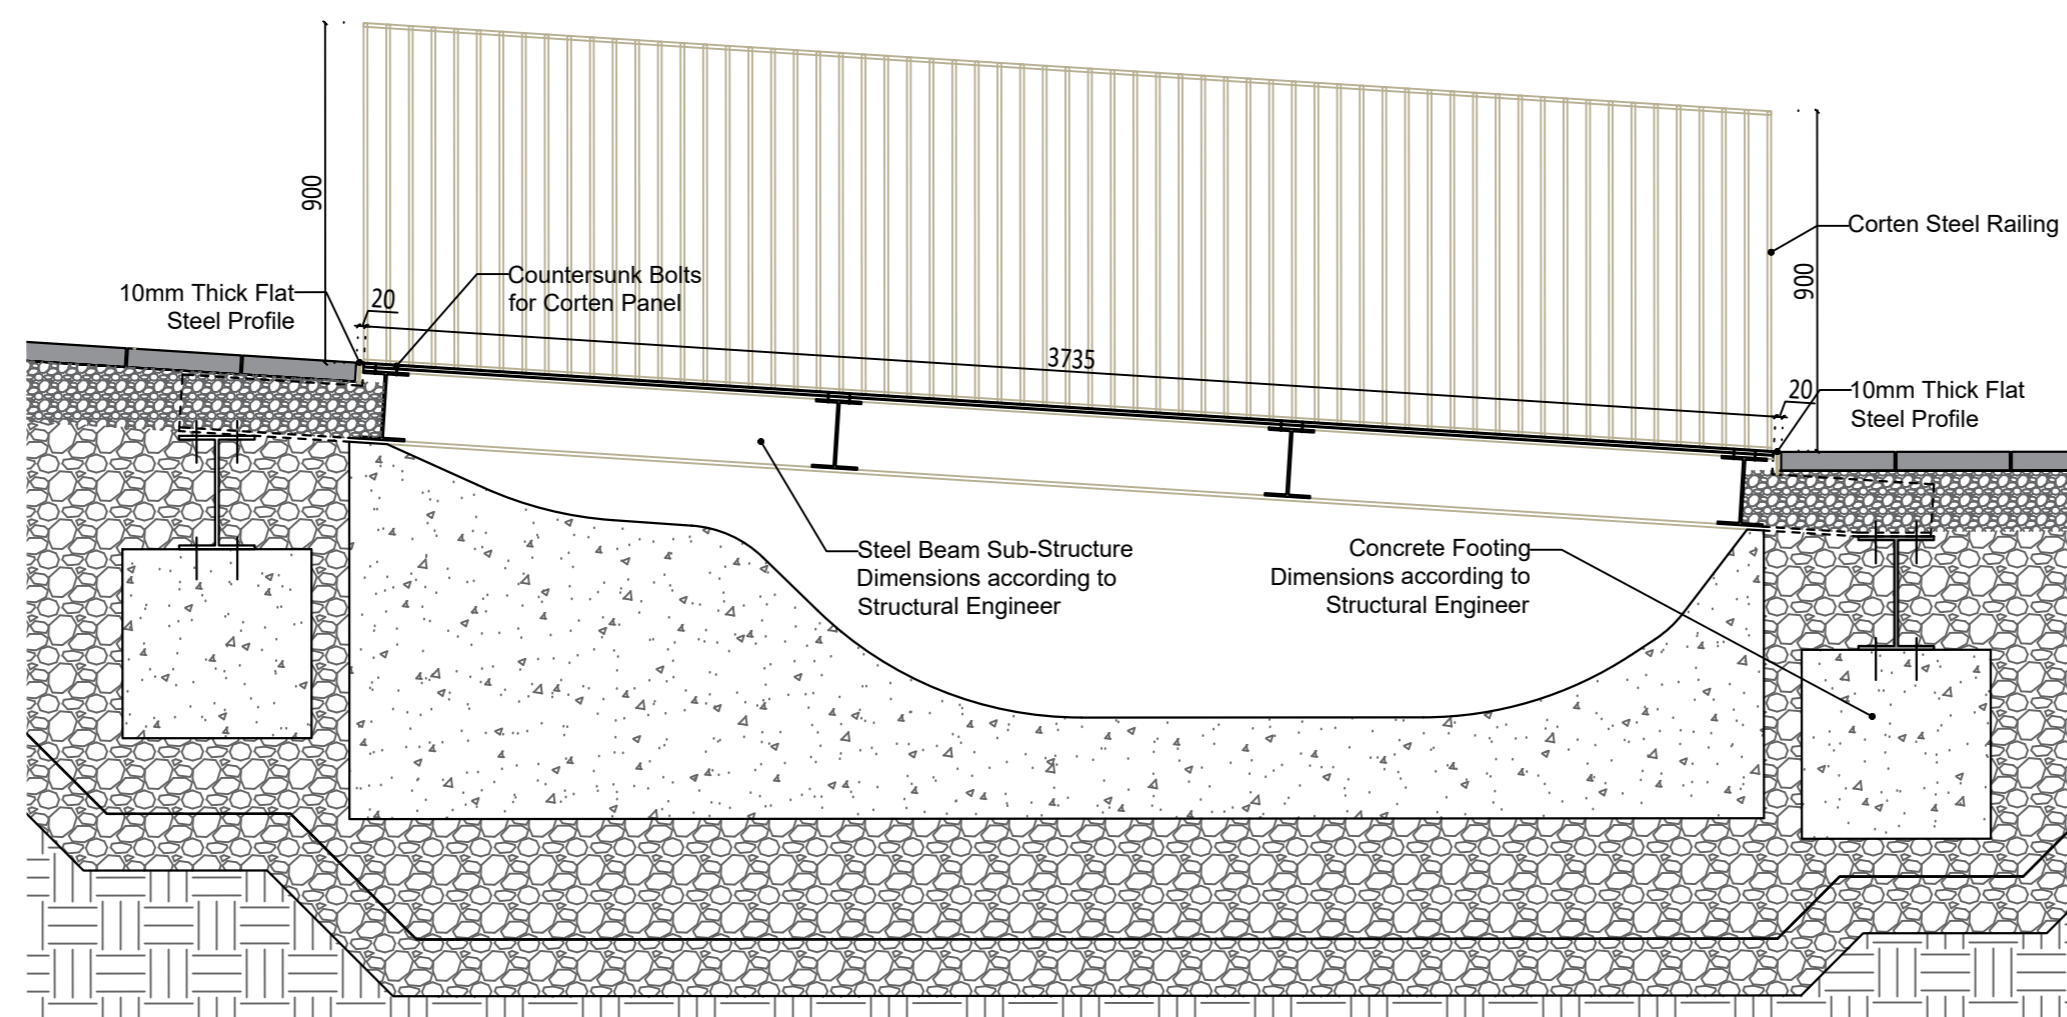 900
10mm Thick Flat
Steel Profile
20
Countersunk Bolts
for Corten Panel
3735
Corten Steel Railing
900
20
10mm Thick Flat
Steel Profile
Steel Beam Sub-Structure
Dimensions according to
Structural Engineer
Concrete Footing
Dimensions according to
Structural Engineer